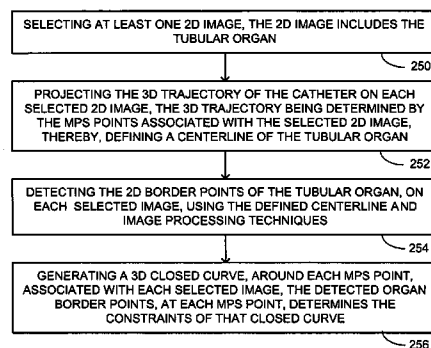 SELECTING AT LEAST ONE 2D IMAGE, THE 2D IMAGE INCLUDES THE
TUBULAR ORGAN
250
PROJECTING THE 3D TRAJECTORY OF THE CATHETER ON EACH
SELECTED 2D IMAGE, THE 3D TRAJECTORY BEING DETERMINED BY
THE MPS POINTS ASSOCIATED WITH THE SELECTED 2D IMAGE,
THEREBY, DEFINING A CENTERLINE OF THE TUBULAR ORGAN
252
DETECTING THE 2D BORDER POINTS OF THE TUBULAR ORGAN, ON
EACH SELECTED IMAGE, USING THE DEFINED CENTERLINE AND
IMAGE PROCESSING TECHNIQUES
254
GENERATING A 3D CLOSED CURVE, AROUND EACH MPS POINT,
ASSOCIATED WITH EACH SELECTED IMAGE, THE DETECTED ORGAN
BORDER POINTS, AT EACH MPS POINT, DETERMINES THE
CONSTRAINTS OF THAT CLOSED CURVE
256